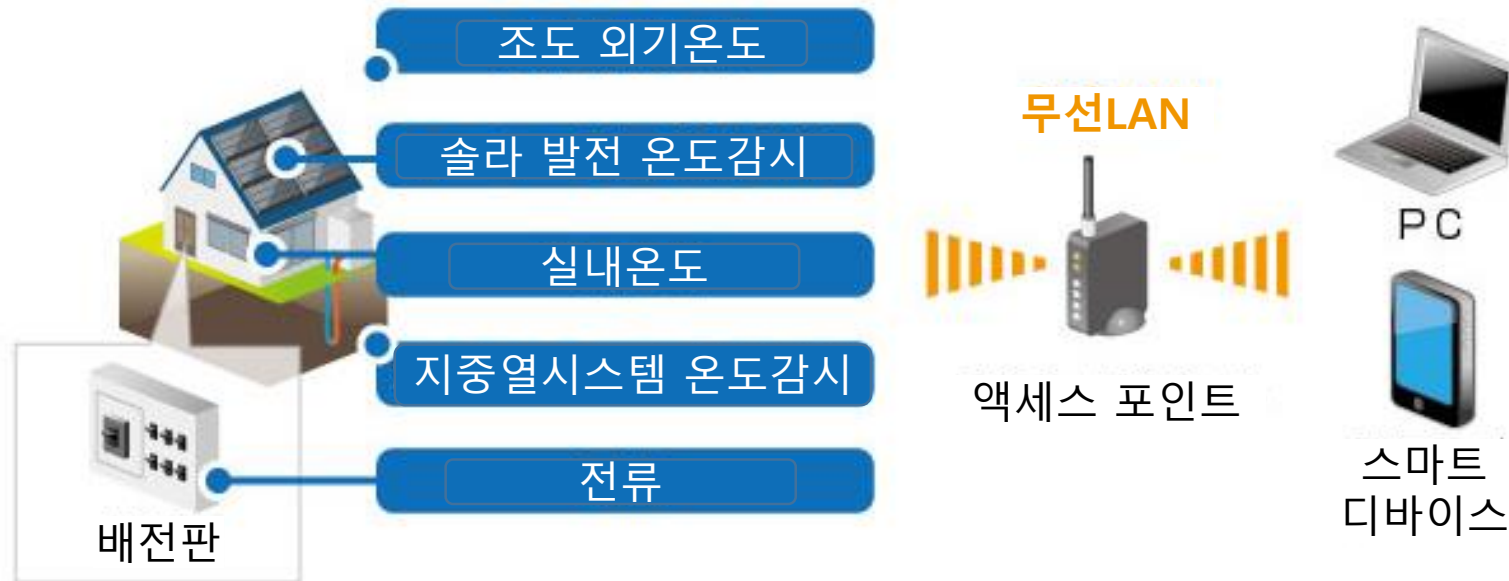 조도 외기온도
솔라 발전 온도감시
실내온도
지중열시스템 온도감시
전류
배전판
무선LAN
액세스 포인트
PC
스마트
디바이스